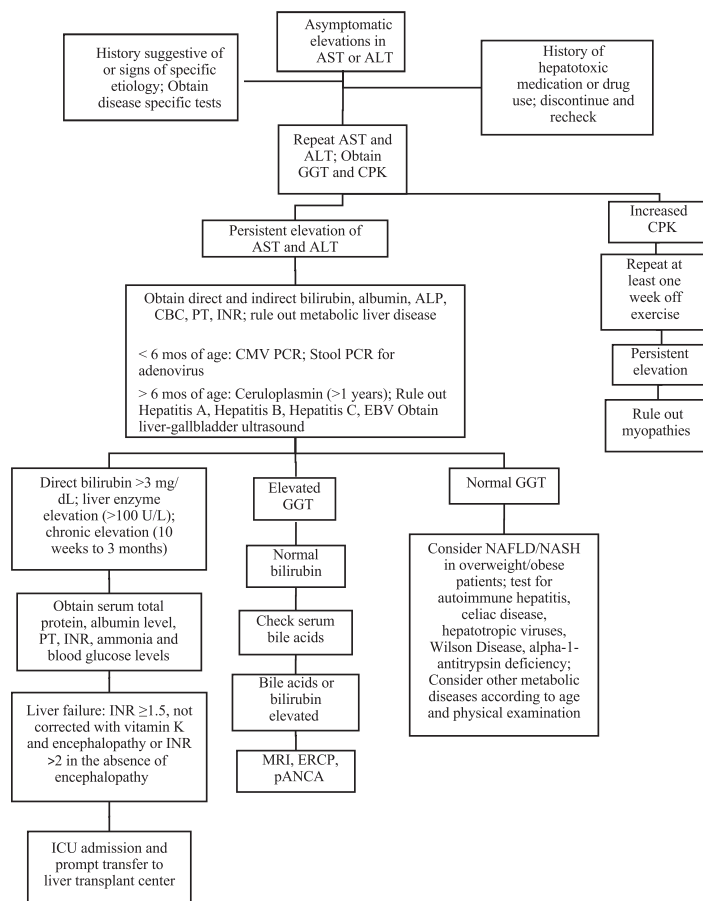 Asymptomatic
elevations in
AST or ALT
History suggestive
of or signs of specific
etiology; Obtain
disease specific tests
History of
hepatotoxic
medication or drug
use; discontinue and
recheck
Repeat AST and
ALT; Obtain
GGT and CPK
Persistent elevation of
AST and ALT
Increased
CPK
Repeat at
least one
week off
exercise
Persistent
elevation
Rule out
myopathies
Obtain direct and indirect bilirubin, albumin, ALP,
CBC, PT, INR; rule out metabolic liver disease
< 6 mos of age: CMV PCR; Stool PCR for
adenovirus
> 6 mos of age: Ceruloplasmin (>1 years); Rule out
Hepatitis A, Hepatitis B, Hepatitis C, EBV Obtain
liver-gallbladder ultrasound
Direct bilirubin >3 mg/
dL; liver enzyme
elevation (>100 U/L);
chronic elevation (10
weeks to 3 months)
Obtain serum total
protein, albumin level,
PT, INR, ammonia and
blood glucose levels
Liver failure: INR ≥1.5, not
corrected with vitamin K
and encephalopathy or INR
>2 in the absence of
encephalopathy
ICU admission and
prompt transfer to
liver transplant center
Elevated
GGT
Normal
bilirubin
Check serum
bile acids
Bile acids or
bilirubin
elevated
MRI, ERCP,
pANCA
Normal GGT
Consider NAFLD/NASH
in overweight/obese
patients; test for
autoimmune hepatitis,
celiac disease,
hepatotropic viruses,
Wilson Disease, alpha-1-
antitrypsin deficiency;
Consider other metabolic
diseases according to age
and physical examination